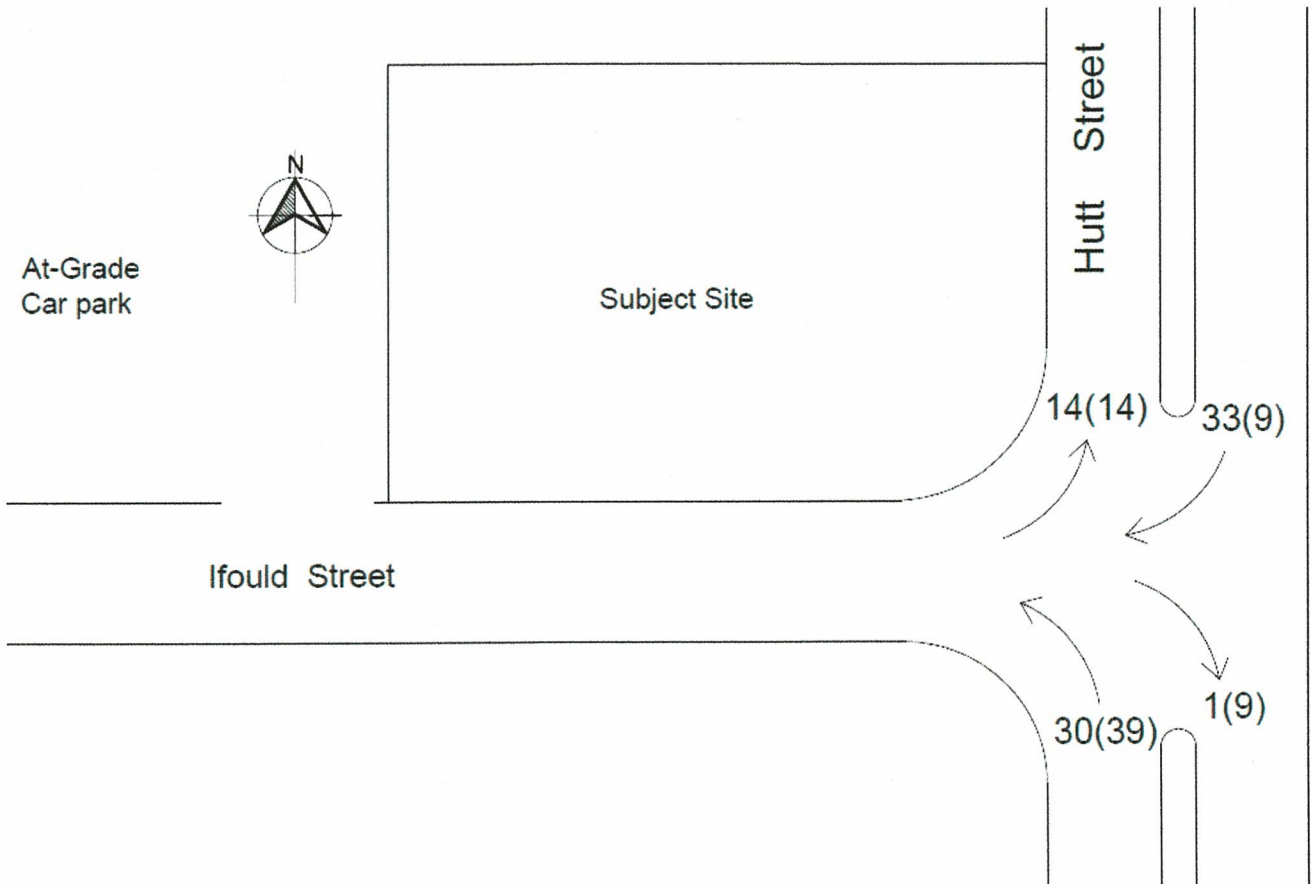 N
Hutt Street
At-Grade
Car park
Subject Site
14(14)
33(9)
Ifould Street
1(9)
30(39)